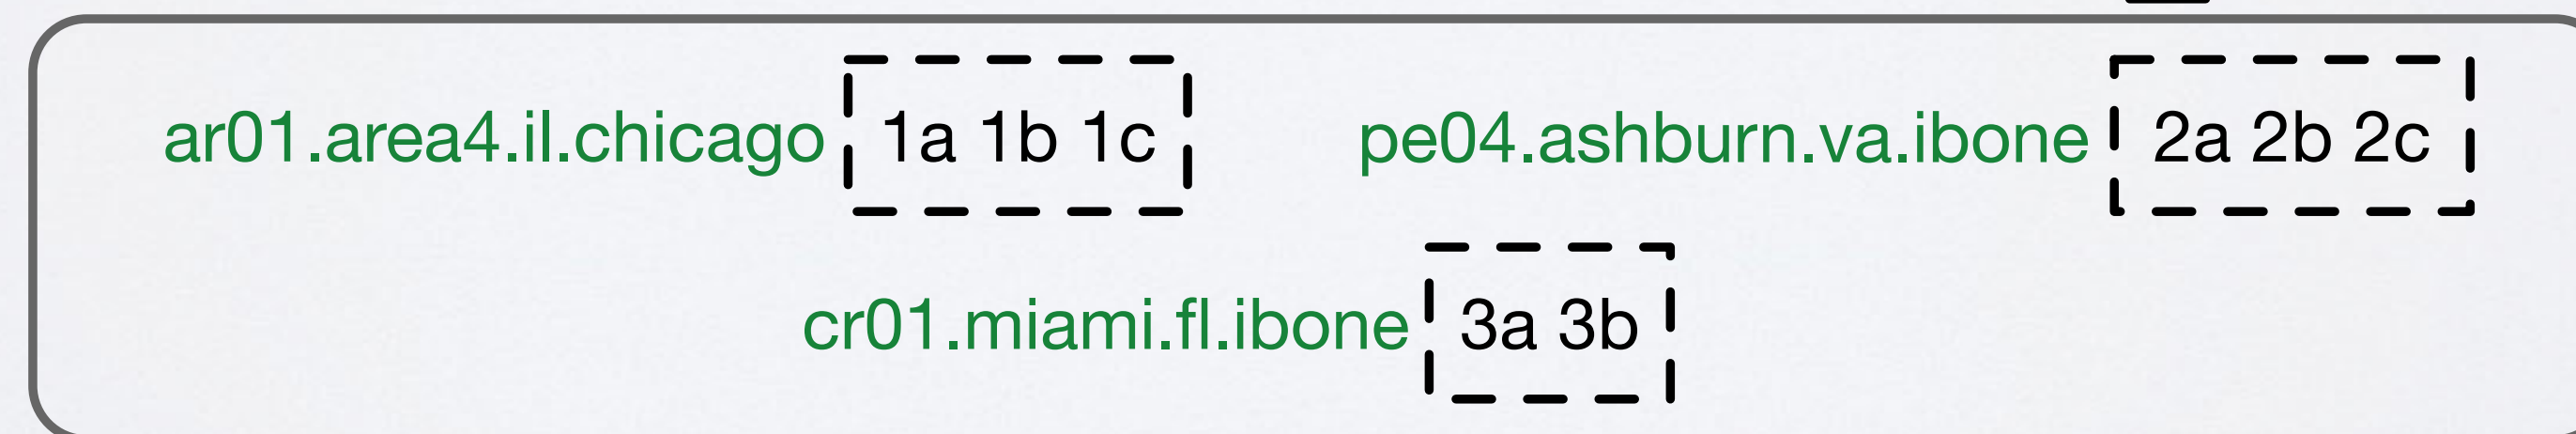 ar01.area4.il.chicago 1a 1b 1c pe04.ashburn.va.ibone 2a 2b 2c
cr01.miami.fl.ibone 3a 3b